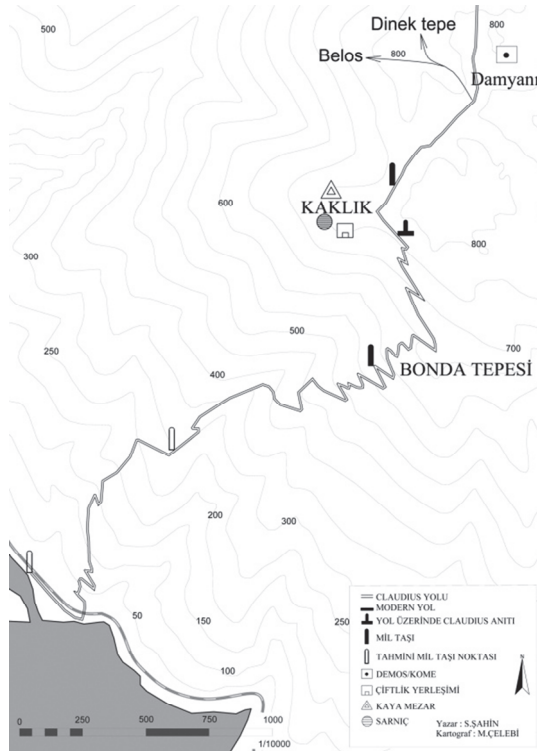 Dinek tepe
800
500
Belos
800
Damyanı
KAKLIK
600
800
300
500
700
250
400
BONDA TEPESİ
200
300
50
150
250
100
CLAUDIUS YOLU
MODERN YOL
YOL ÜZERİNDE CLAUDIUS ANITI
MİL TAŞI
TAHMİNİ MİL TAŞI NOKTASI
DEMOS/KOME
ÇİFTLİK YERLEŞİMİ
KAYA MEZAR
SARNIÇ
N
Yazar : S.ŞAHİN
Kartograf : M.ÇELEBİ
0
250
500
750
1000
1/10000